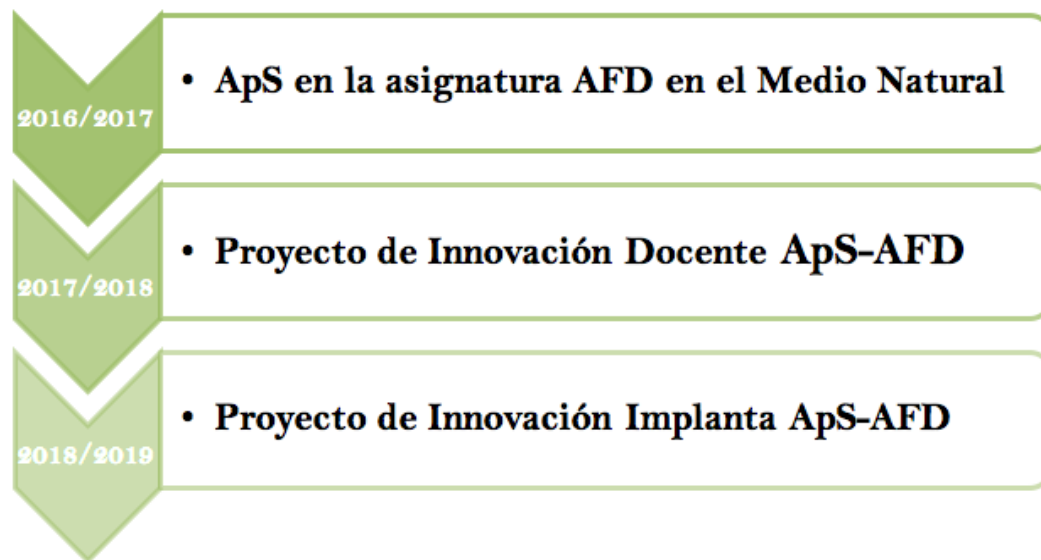 2016/2017
• ApS en la asignatura AFD en el Medio Natural
2017/2018
• Proyecto de Innovación Docente ApS-AFD
2018/2019
• Proyecto de Innovación Implanta ApS-AFD